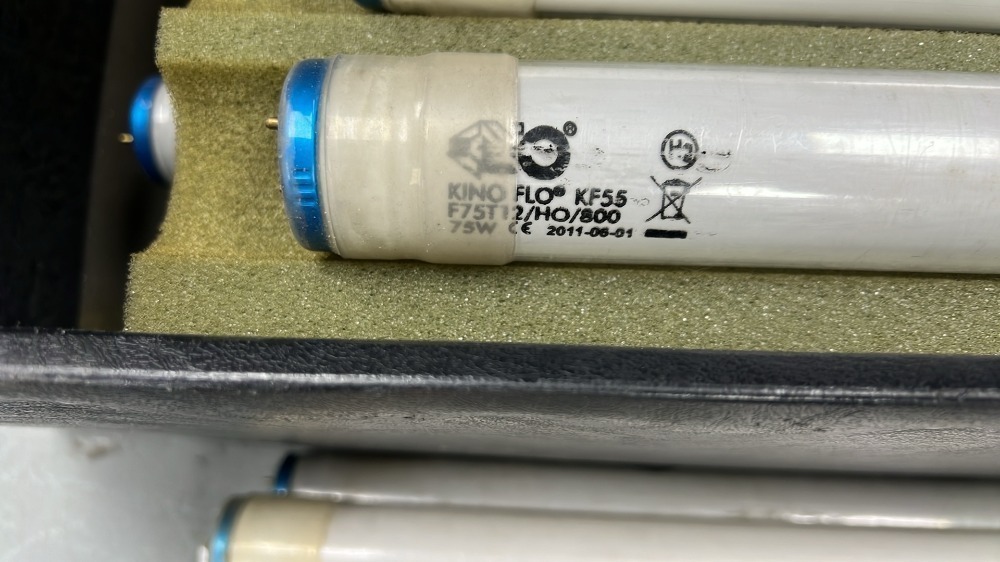 KINO FLO® KF55
F75T12/HO/800
75W CE 2011-06-01